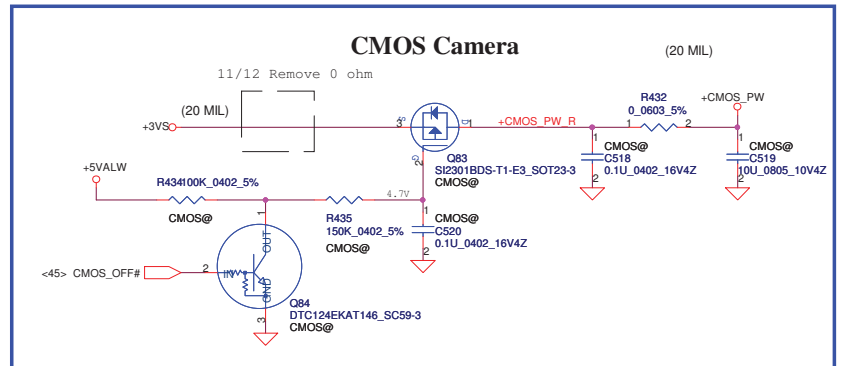 CMOS Camera
(20 MIL)
11/12 Remove 0 ohm
(20 MIL)
+3VS
3
S
D
1
G
2
Q83
SI2301BDS-T1-E3_SOT23-3
CMOS@
+CMOS_PW_R
R432
0_0603_5%
1
2
+CMOS_PW
1
CMOS@
C518
0.1U_0402_16V4Z
2
1
CMOS@
C519
10U_0805_10V4Z
2
+5VALW
R434100K_0402_5%
CMOS@
R435
150K_0402_5%
CMOS@
4.7V
1
CMOS@
C520
0.1U_0402_16V4Z
2
1
OUT
IN
GND
2
3
<45> CMOS_OFF#
Q84
DTC124EKAT146_SC59-3
CMOS@